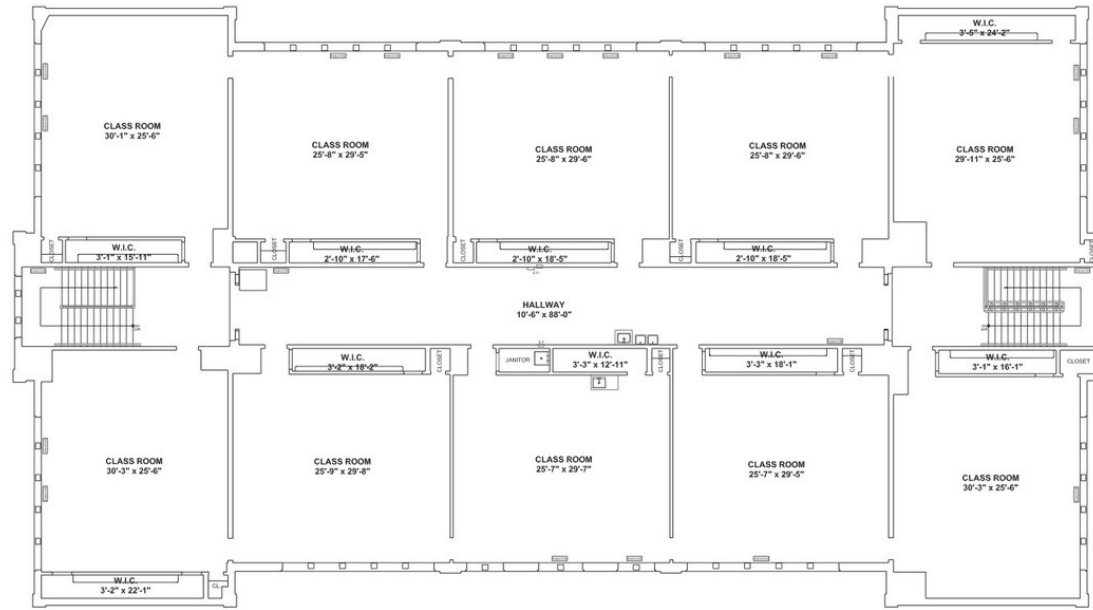 W.I.C.
3'-5" x 24'-2"
CLASS ROOM
30'-1" x 25'-6"
CLASS ROOM
25'-8" x 29'-5"
CLASS ROOM
25'-8" x 29'-6"
CLASS ROOM
25'-8" x 29'-6"
CLASS ROOM
29'-11" x 25'-6"
CLOSET
W.I.C.
3'-1" x 15'-11"
CLOSET
W.I.C.
2'-10" x 17'-6"
CLOSET
W.I.C.
2'-10" x 18'-5"
CLOSET
W.I.C.
2'-10" x 18'-5"
CLOSET
HALLWAY
10'-6" x 88'-0"
W.I.C.
3'-2" x 18'-2"
CLOSET
JANITOR
W.I.C.
3'-3" x 12'-11"
CLOSET
W.I.C.
3'-3" x 18'-1"
CLOSET
W.I.C.
3'-1" x 16'-1"
CLOSET
CLASS ROOM
30'-3" x 25'-6"
CLASS ROOM
25'-9" x 29'-8"
CLASS ROOM
25'-7" x 29'-7"
CLASS ROOM
25'-7" x 29'-5"
CLASS ROOM
30'-3" x 25'-6"
W.I.C.
3'-2" x 22'-1"